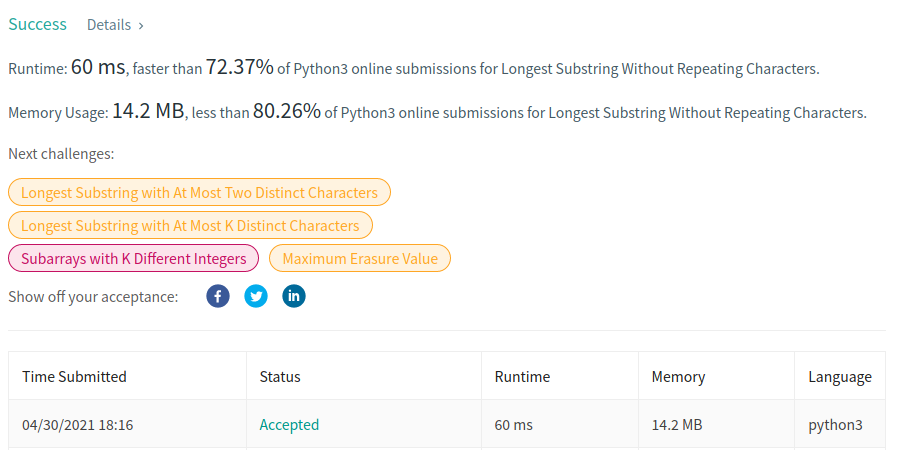 Success Details ›
Runtime: 60 ms, faster than 72.37% of Python3 online submissions for Longest Substring Without Repeating Characters.
Memory Usage: 14.2 MB, less than 80.26% of Python3 online submissions for Longest Substring Without Repeating Characters.
Next challenges:
Longest Substring with At Most Two Distinct Characters
Longest Substring with At Most K Distinct Characters
Subarrays with K Different Integers Maximum Erasure Value
Show off your acceptance: f in
Time Submitted Status Runtime Memory Language
04/30/2021 18:16 Accepted 60 ms 14.2 MB python3